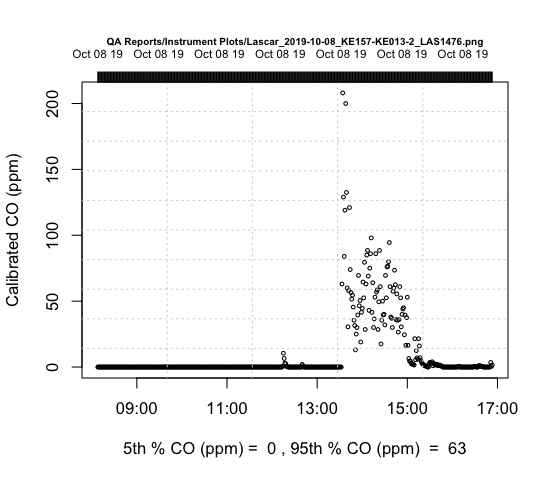 QA Reports/Instrument Plots/Lascar_2019-10-08_KE157-KE013-2_LAS1476.png
Oct 08 19 Oct 08 19 Oct 08 19 Oct 08 19 Oct 08 19 Oct 08 19 Oct 08 19
200
150
100
50
0
Calibrated CO (ppm)
09:00 11:00 13:00 15:00 17:00
5th % CO (ppm) = 0 , 95th % CO (ppm) = 63